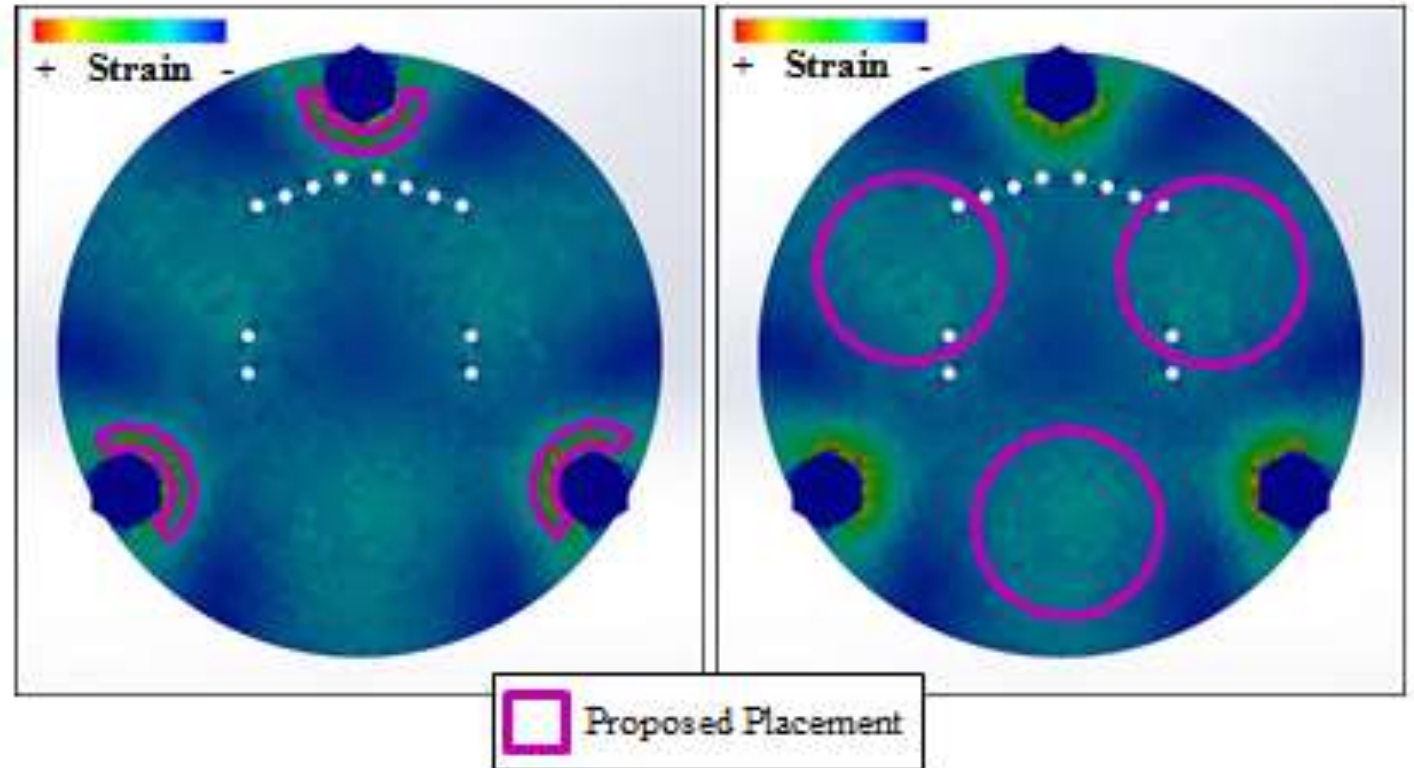 + Strain -
+ Strain -
Proposed Placement